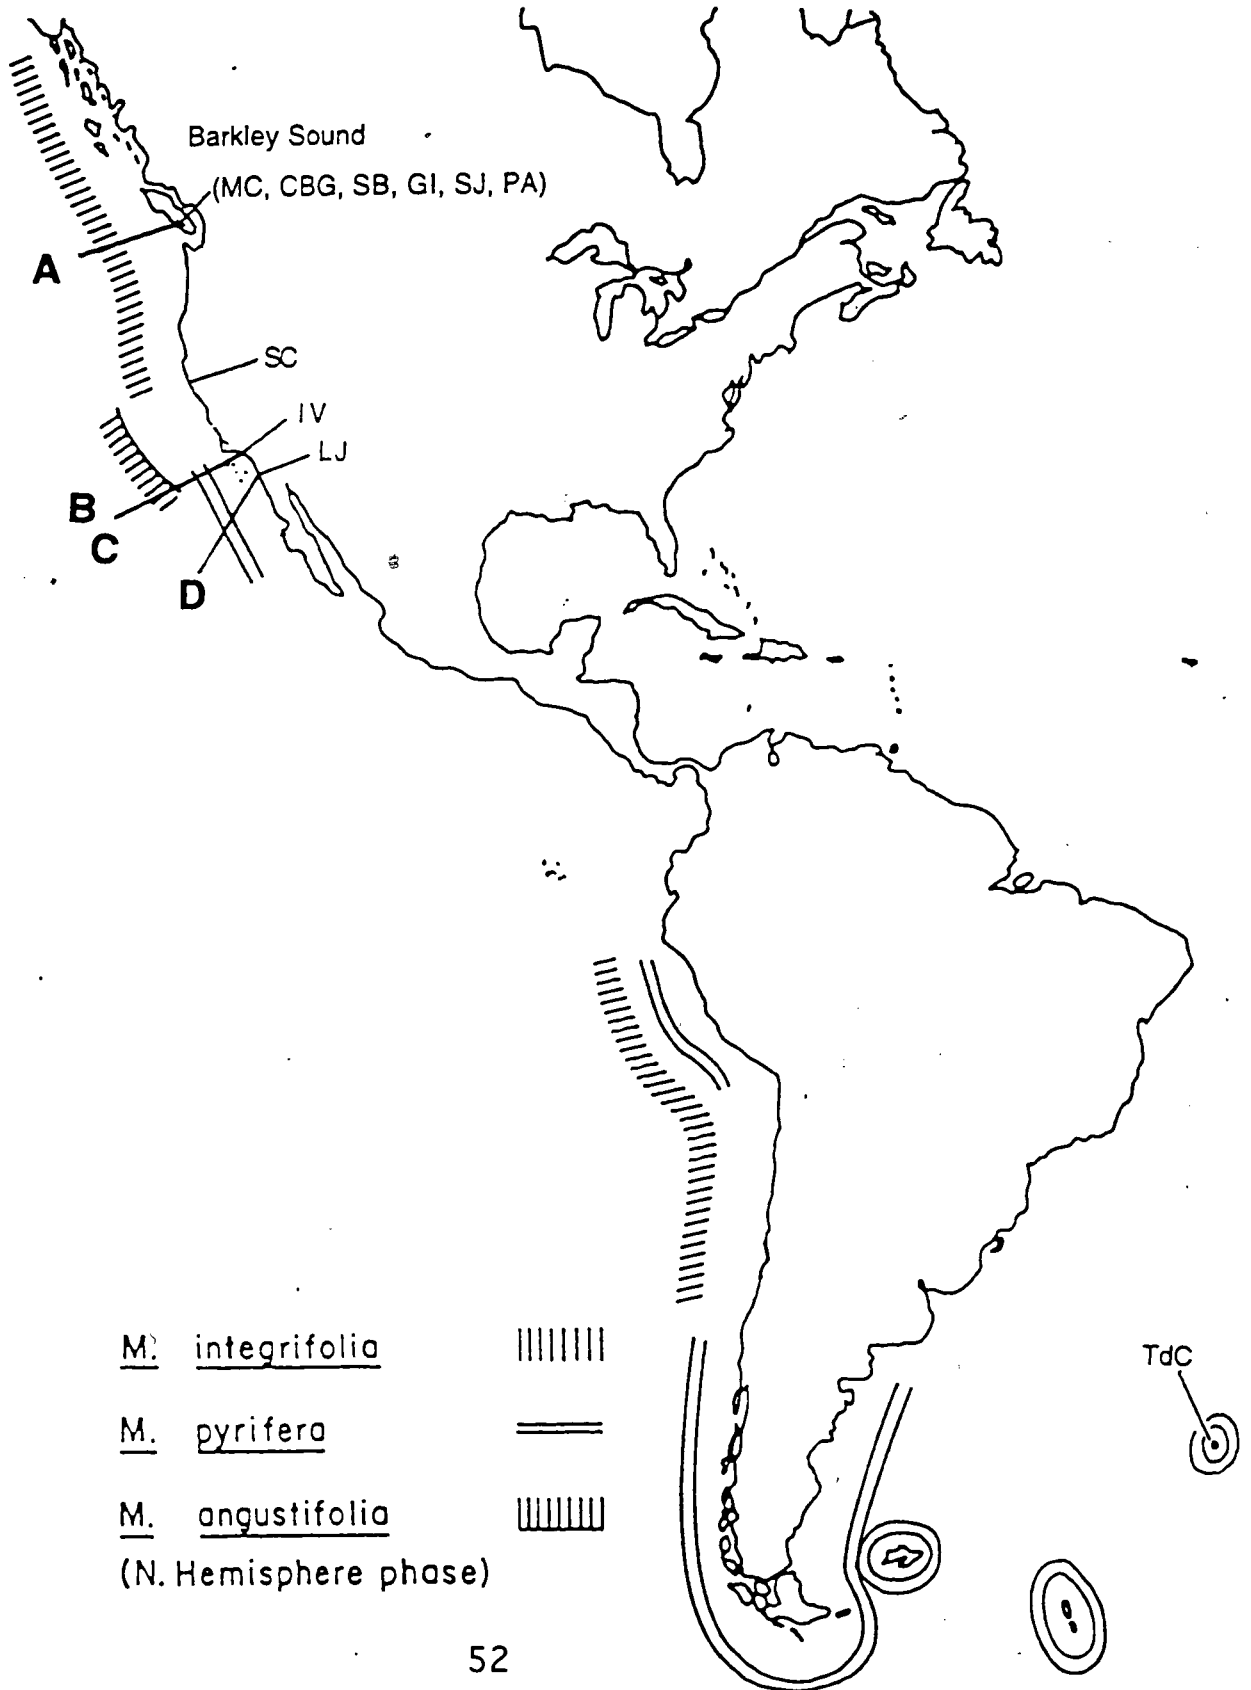 Barkley Sound
(MC, CBG, SB, GI, SJ, PA)
A
SC
IV
LJ
B
C
D
M. integrifolia
TdC
M. pyrifera
M. angustifolia
(N. Hemisphere phase)
52